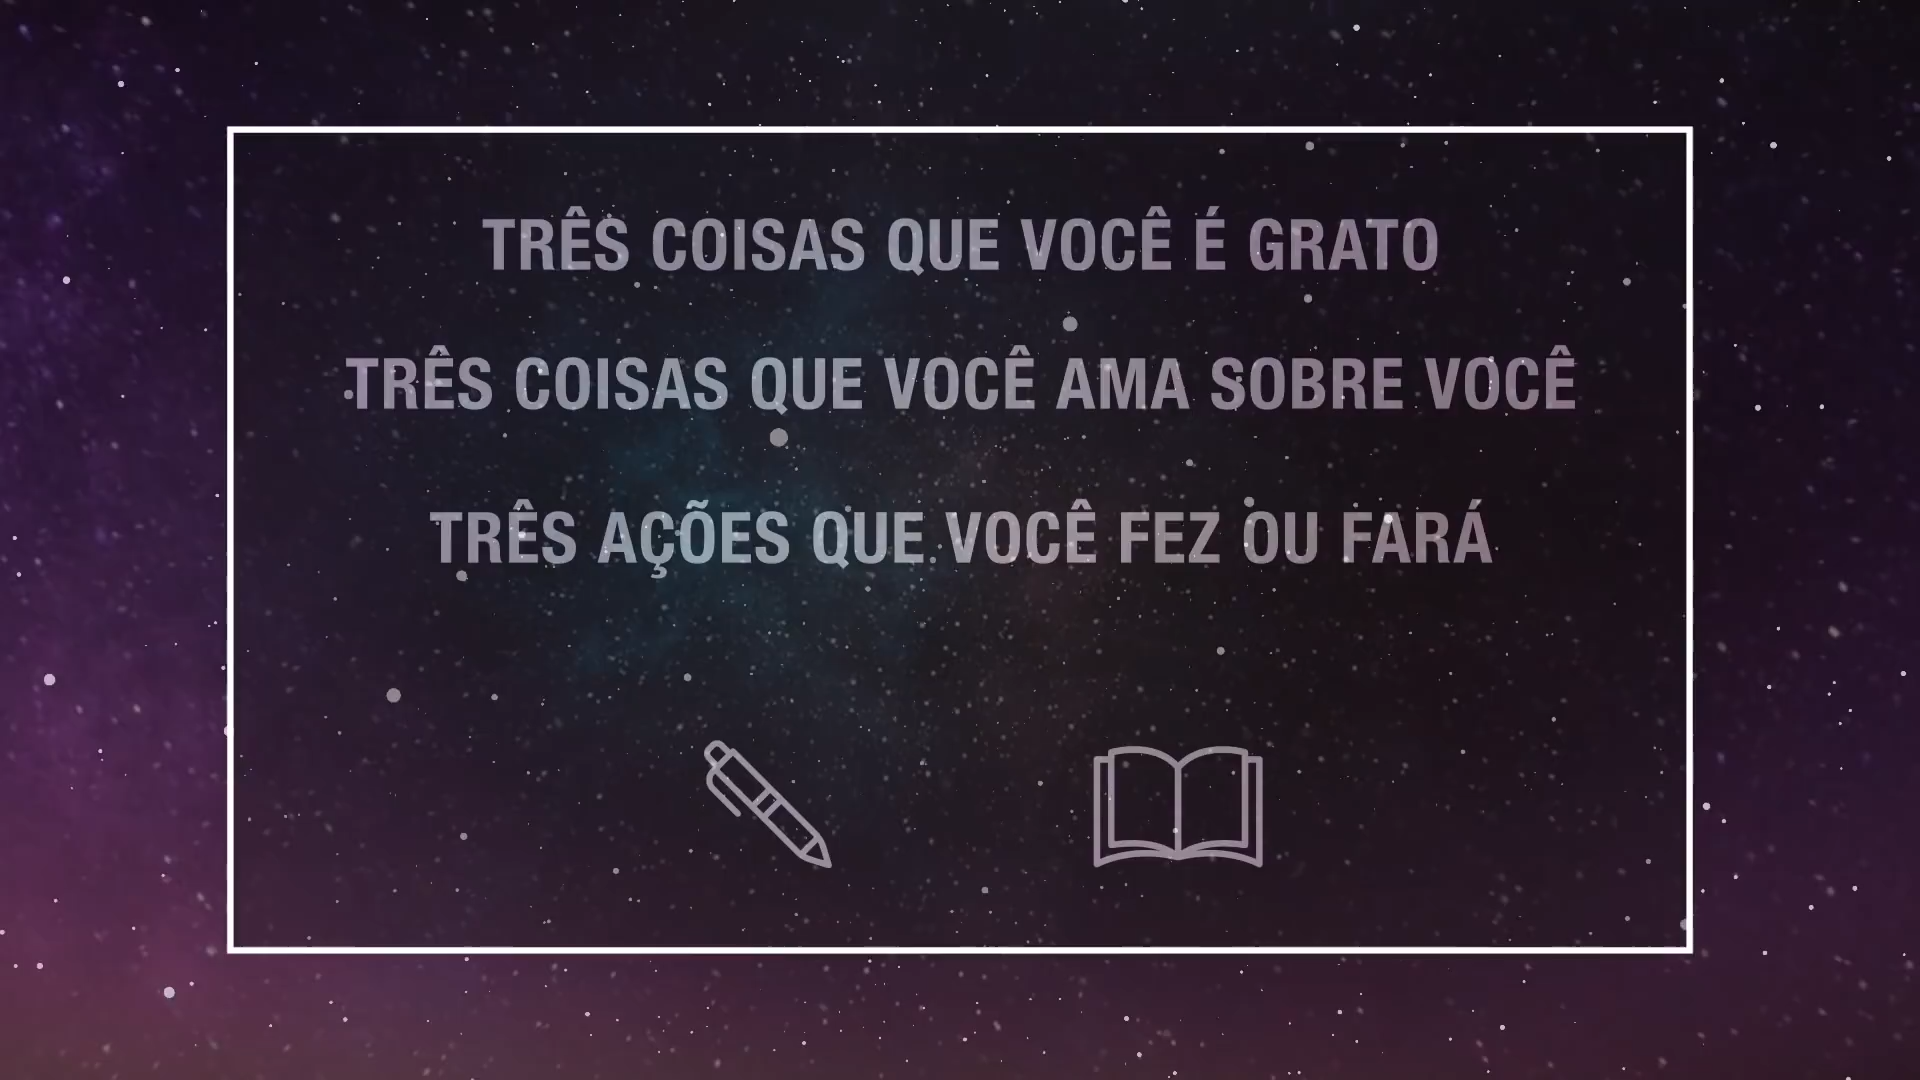 TRÊS COISAS QUE VOCÊ É GRATO
TRÊS COISAS QUE VOCÊ AMA SOBRE VOCÊ
TRÊS AÇÕES QUE VOCÊ FEZ OU FARÁ